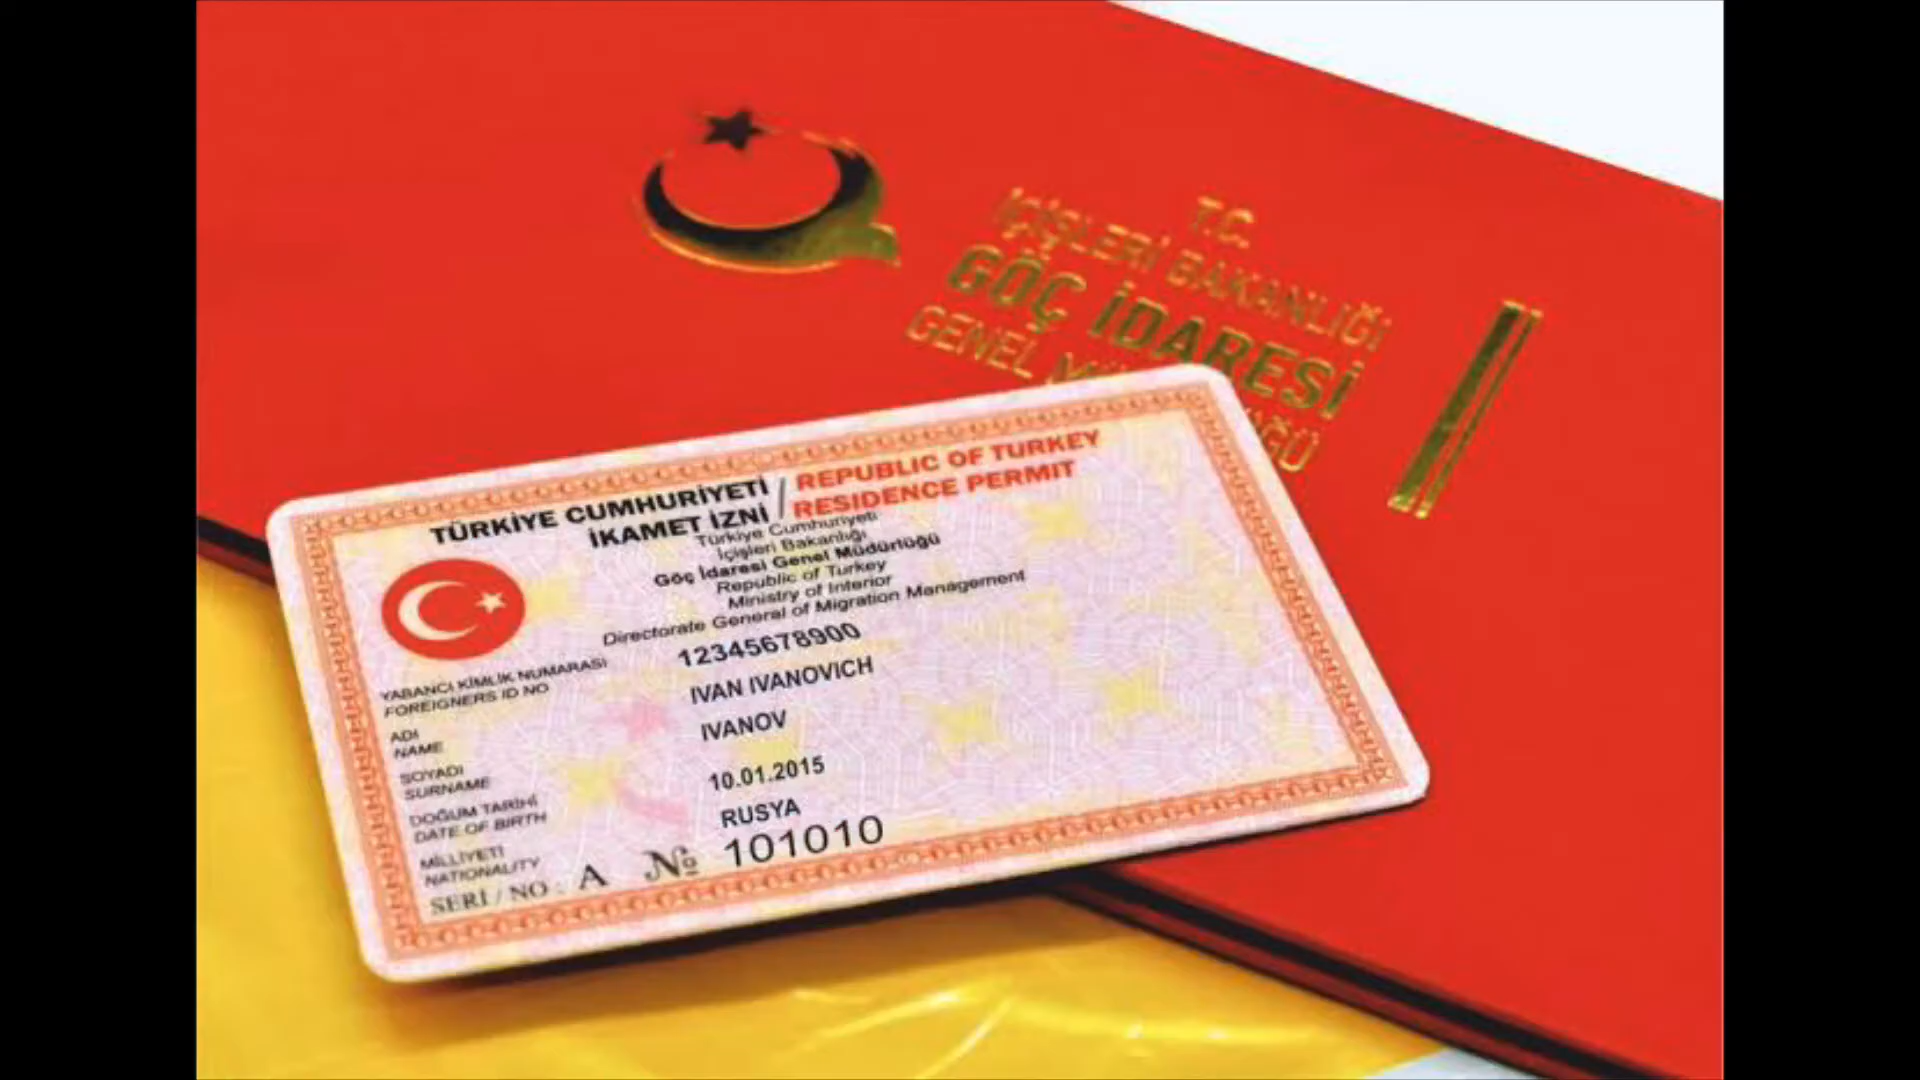 T.C.
İÇİŞLERİ BAKANLIĞI
GÖÇ İDARESİ
GENEL
TÜRKİYE CUMHURİYETİ / REPUBLIC OF TURKEY
İKAMET İZNİ / RESIDENCE PERMIT
Türkiye Cumhuriyeti
İçişleri Bakanlığı
Göç İdaresi Genel Müdürlüğü
Republic of Turkey
Ministry of Interior
Directorate General of Migration Management
YABANCI KİMLİK NUMARASI
FOREIGNERS ID NO
12345678900
ADI
NAME
IVAN IVANOVICH
SOYADI
SURNAME
IVANOV
DOĞUM TARİHİ
DATE OF BIRTH
10.01.2015
MİLLİYETİ
NATIONALITY
RUSYA
SERİ / NO : A № 101010